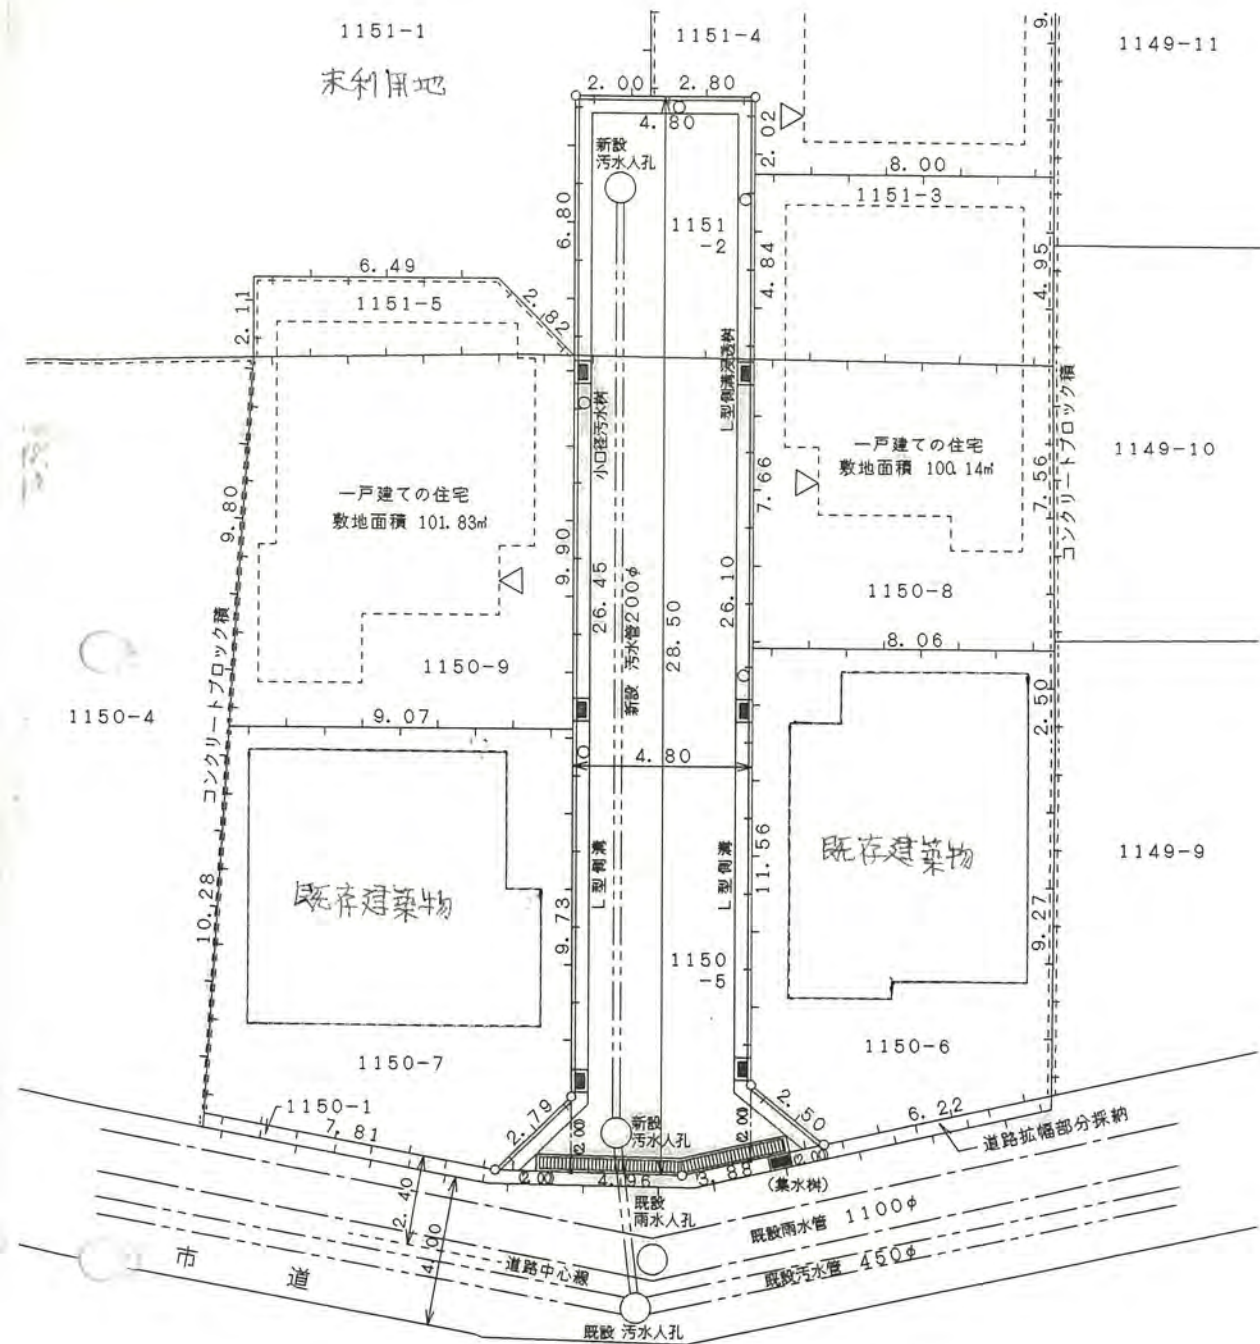 1151-1
1151-4
1149-11
9.
未利用地
2.00
2.80
4.80
2.02
新設
汚水人孔
8.00
1151-3
6.80
1151
-2
4.84
4.95
6.49
2.11
1151-5
2.82
小口径汚水桝
L型側溝浸透桝
コンクリートブロック積
一戸建ての住宅
敷地面積 100.14㎡
1149-10
7.66
7.56
一戸建ての住宅
敷地面積 101.83㎡
9.80
9.90
26.45
新設 汚水管200φ
28.50
26.10
1150-8
8.06
コンクリートブロック積
1150-9
1150-4
9.07
2.50
4.80
L型側溝
L型側溝
11.56
既存建築物
1149-9
10.28
既存建築物
9.73
9.27
1150
-5
1150-7
1150-6
1150-1
7.81
2.79
新設
汚水人孔
2.00
2.00
2.50
6.22
道路拡幅部分採納
2.00
4.96
3.88
2.00
(集水桝)
2.40
4.00
既設
雨水人孔
既設雨水管 1100φ
市道
道路中心線
既設汚水管 450φ
既設 汚水人孔